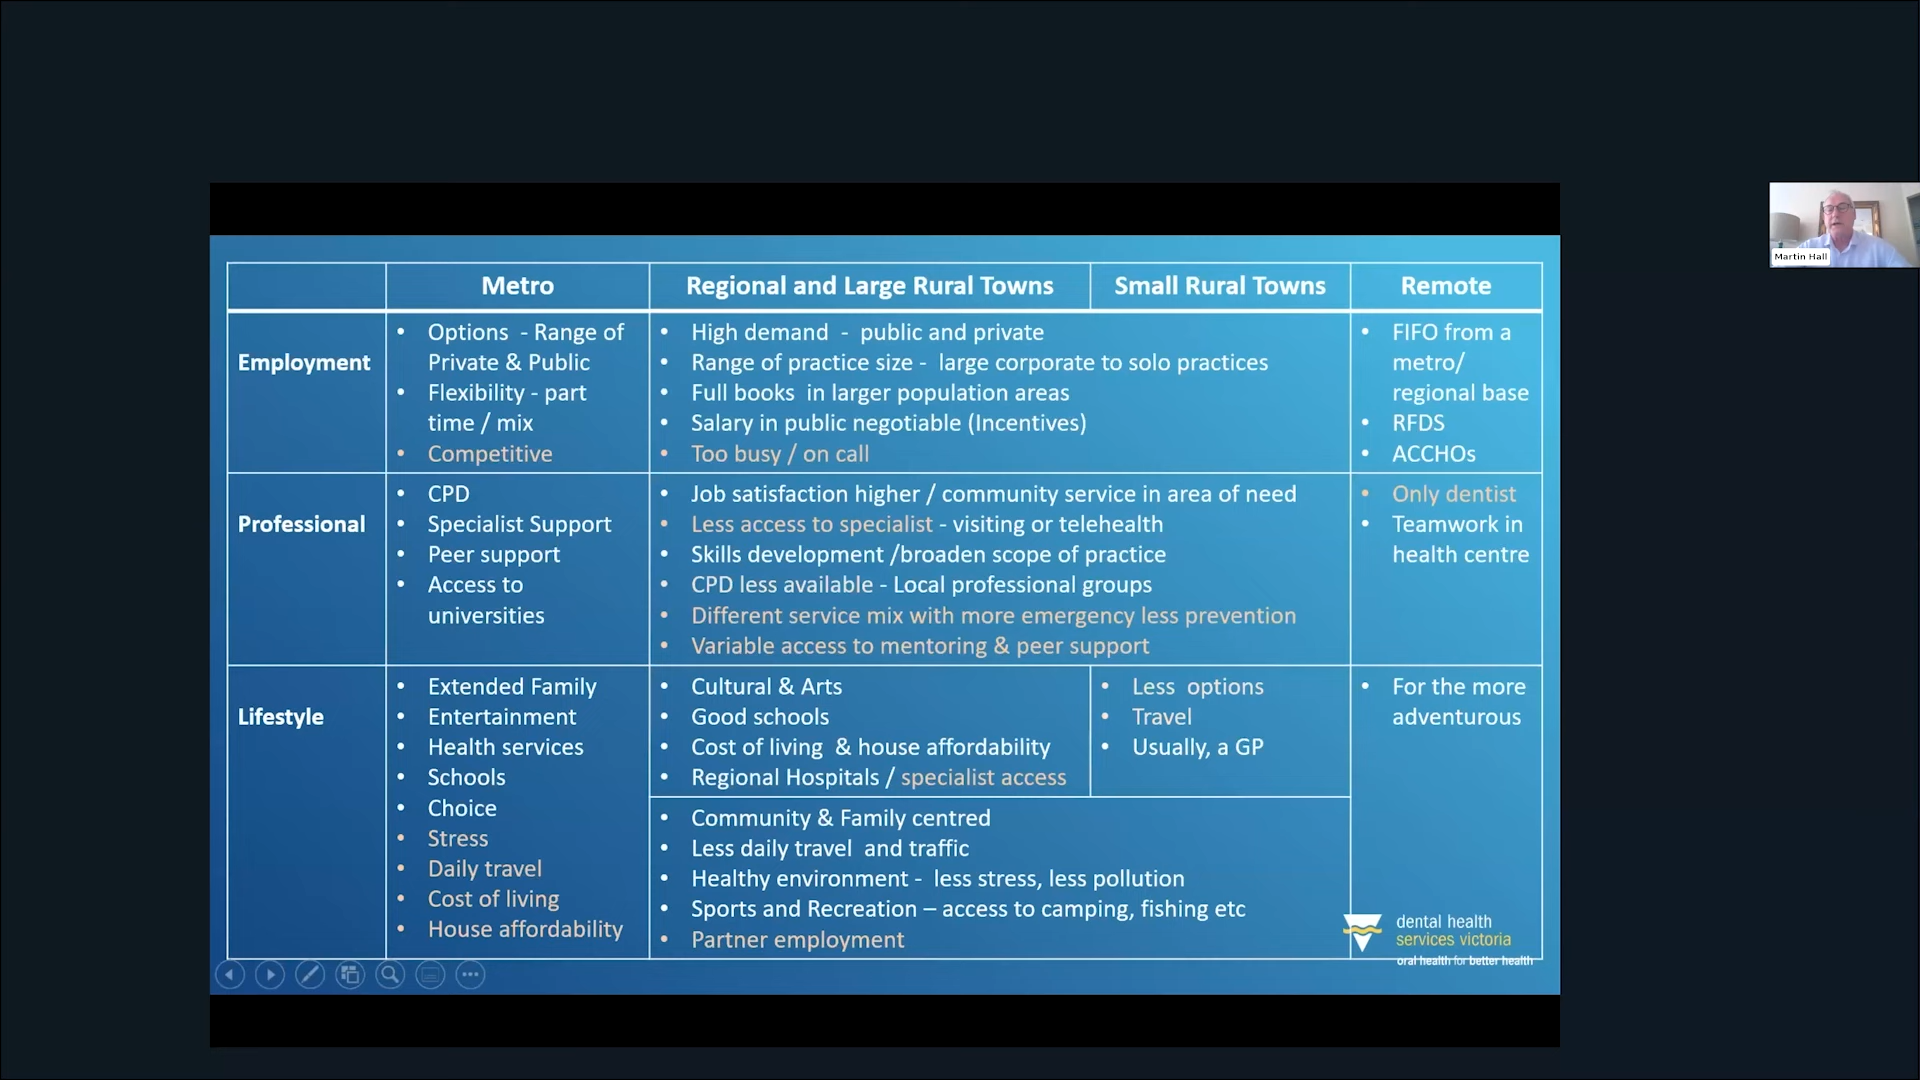 Metro
Regional and Large Rural Towns
Small Rural Towns
Remote
Employment
• Options - Range of
Private & Public
• Flexibility - part
time / mix
• Competitive
• High demand - public and private
• Range of practice size - large corporate to solo practices
• Full books in larger population areas
• Salary in public negotiable (Incentives)
• Too busy / on call
• FIFO from a
metro/
regional base
• RFDS
• ACCHOs
Professional
• CPD
• Specialist Support
• Peer support
• Access to
universities
• Job satisfaction higher / community service in area of need
• Less access to specialist - visiting or telehealth
• Skills development /broaden scope of practice
• CPD less available - Local professional groups
• Different service mix with more emergency less prevention
• Variable access to mentoring & peer support
• Only dentist
• Teamwork in
health centre
Lifestyle
• Extended Family
• Entertainment
• Health services
• Schools
• Choice
• Stress
• Daily travel
• Cost of living
• House affordability
• Cultural & Arts
• Good schools
• Cost of living & house affordability
• Regional Hospitals / specialist access
• Less options
• Travel
• Usually, a GP
• Community & Family centred
• Less daily travel and traffic
• Healthy environment - less stress, less pollution
• Sports and Recreation – access to camping, fishing etc
• Partner employment
• For the more
adventurous
dental health
services victoria
oral health for better health
Martin Hall